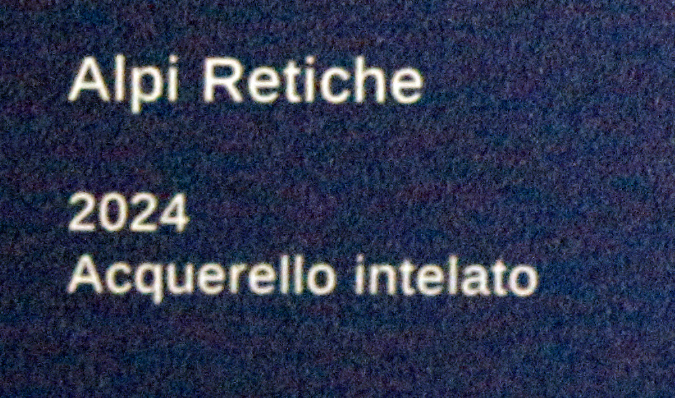 Alpi Retiche
2024
Acquerello intelato